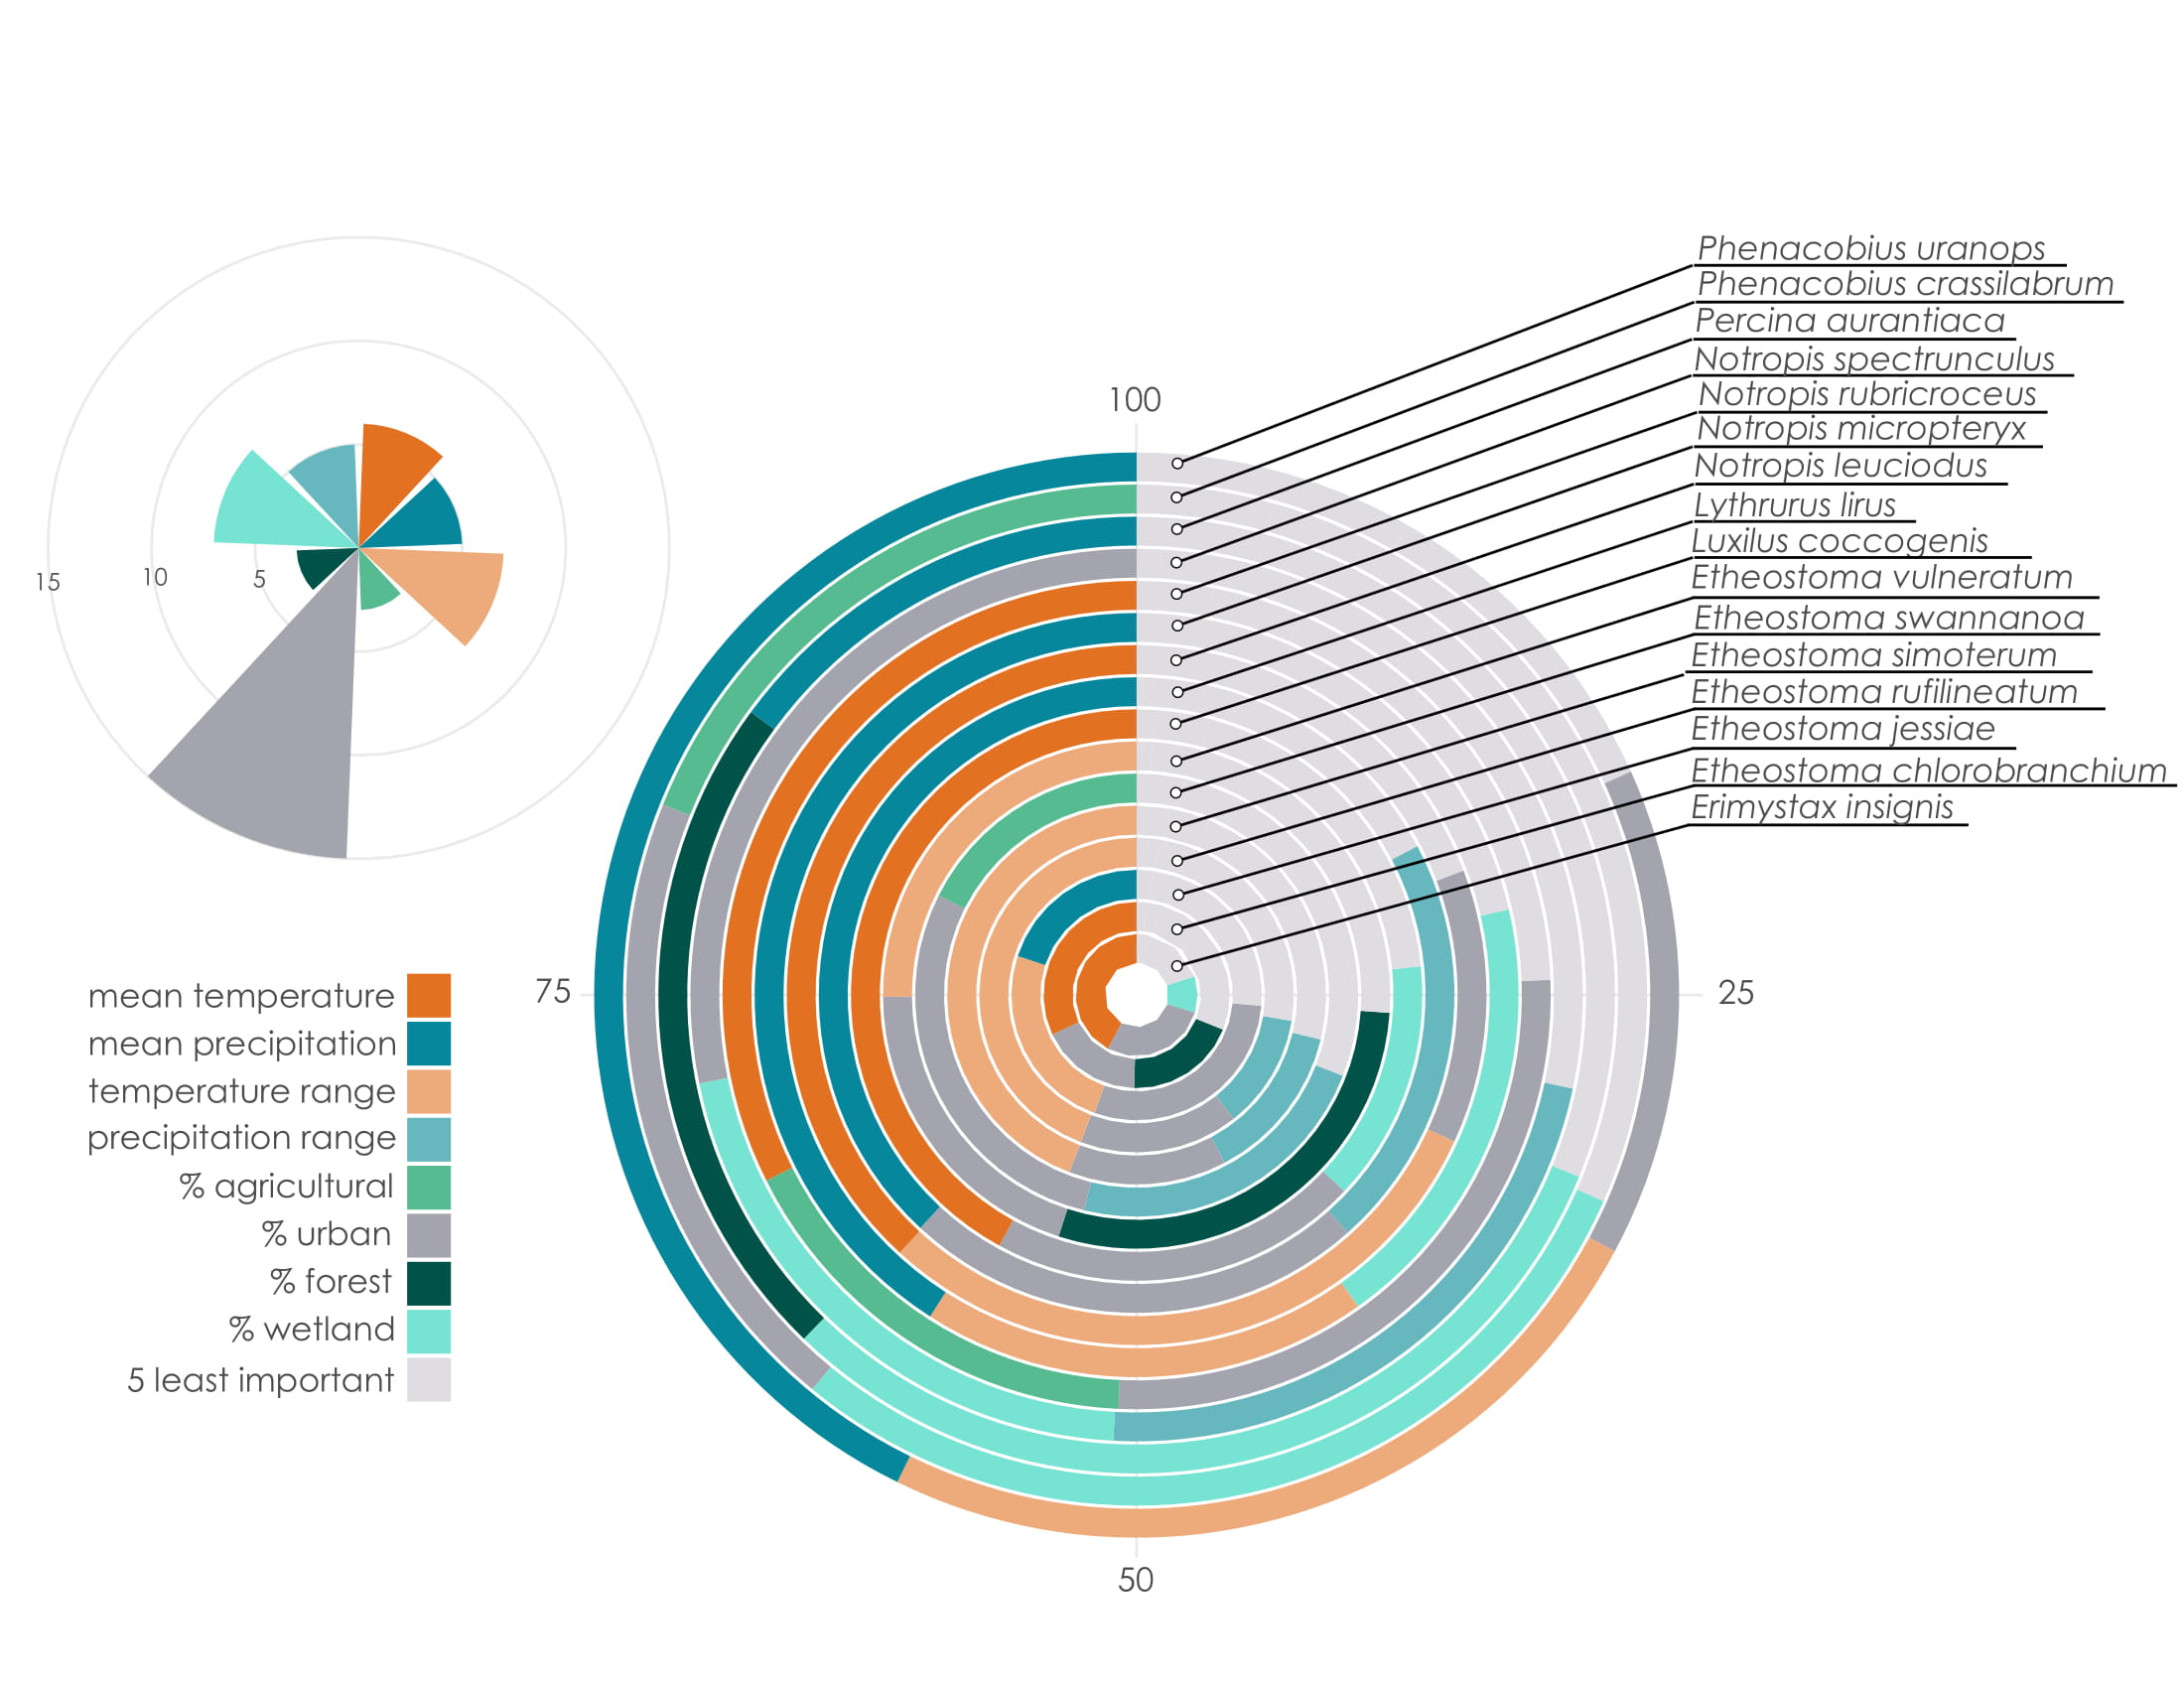 Phenacobius uranops
Phenacobius crassilabrum
Percina aurantiaca
Notropis spectrunculus
Notropis rubricroceus
Notropis micropteryx
Notropis leuciodus
Lythrurus lirus
Luxilus coccogenis
Etheostoma vulneratum
Etheostoma swannanoa
Etheostoma simoterum
Etheostoma rufilineatum
Etheostoma jessiae
Etheostoma chlorobranchium
Erimystax insignis
15 10 5
100
75
25
50
mean temperature
mean precipitation
temperature range
precipitation range
% agricultural
% urban
% forest
% wetland
5 least important